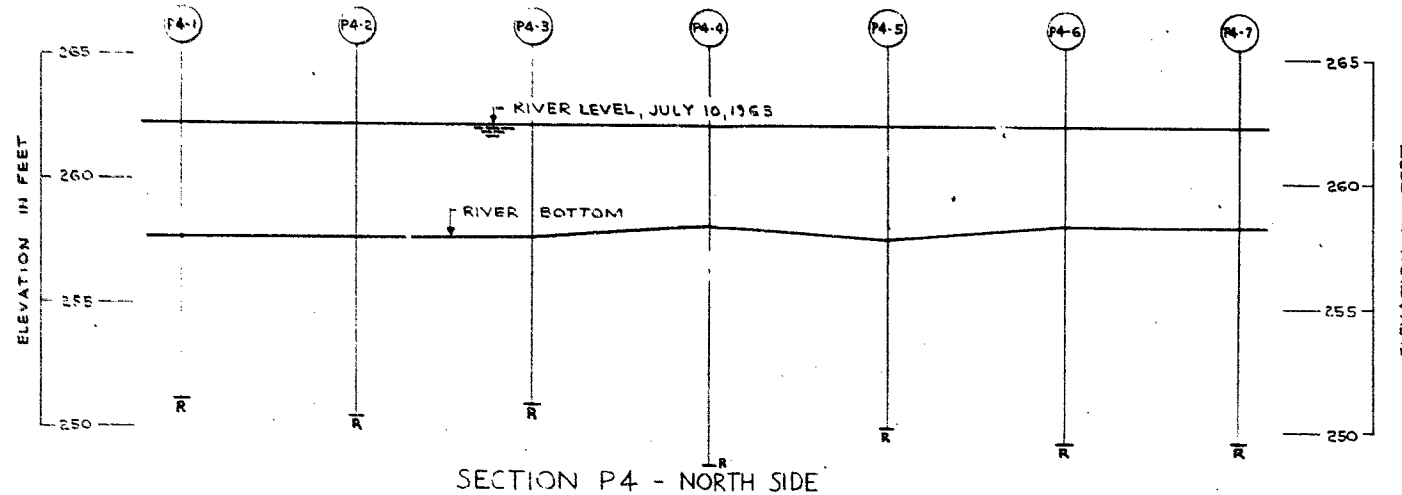 P4-1 P4-2 P4-3 P4-4 P4-5 P4-6 P4-7
265 265
RIVER LEVEL, JULY 10, 1965
260 260
RIVER BOTTOM
255 255
250 250
ELEVATION IN FEET
R R R R R R R
SECTION P4 - NORTH SIDE